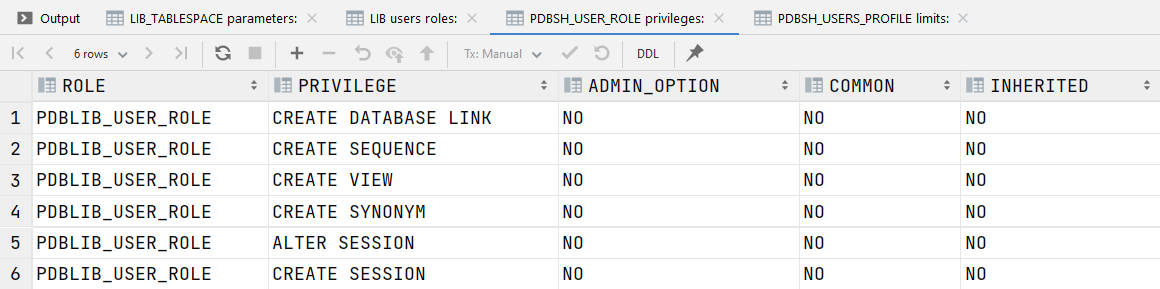 Output LIB_TABLESPACE parameters: LIB users roles: PDBSH_USER_ROLE privileges: PDBSH_USERS_PROFILE limits:
6 rows Tx: Manual DDL
ROLE PRIVILEGE ADMIN_OPTION COMMON INHERITED
1 PDBLIB_USER_ROLE CREATE DATABASE LINK NO NO NO
2 PDBLIB_USER_ROLE CREATE SEQUENCE NO NO NO
3 PDBLIB_USER_ROLE CREATE VIEW NO NO NO
4 PDBLIB_USER_ROLE CREATE SYNONYM NO NO NO
5 PDBLIB_USER_ROLE ALTER SESSION NO NO NO
6 PDBLIB_USER_ROLE CREATE SESSION NO NO NO